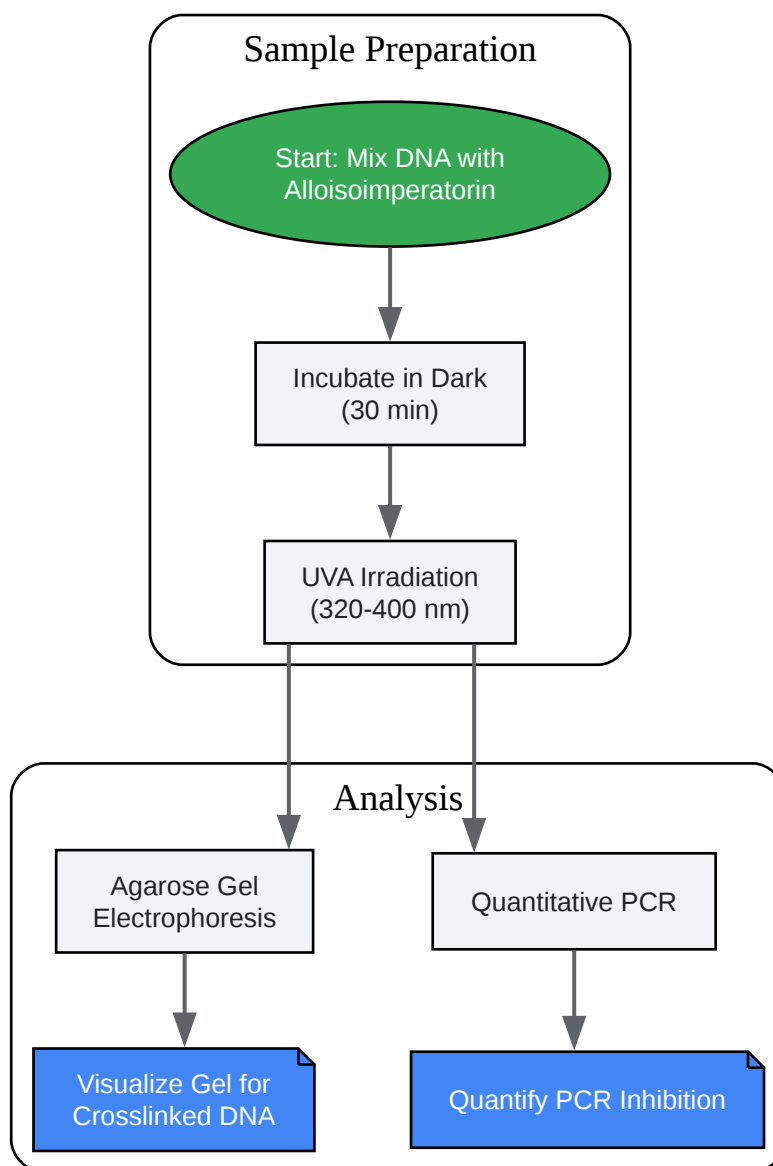 Sample Preparation
Start: Mix DNA with
Alloisoimperatorin
Incubate in Dark
(30 min)
UVA Irradiation
(320-400 nm)
Analysis
Agarose Gel
Electrophoresis
Quantitative PCR
Visualize Gel for
Crosslinked DNA
Quantify PCR Inhibition